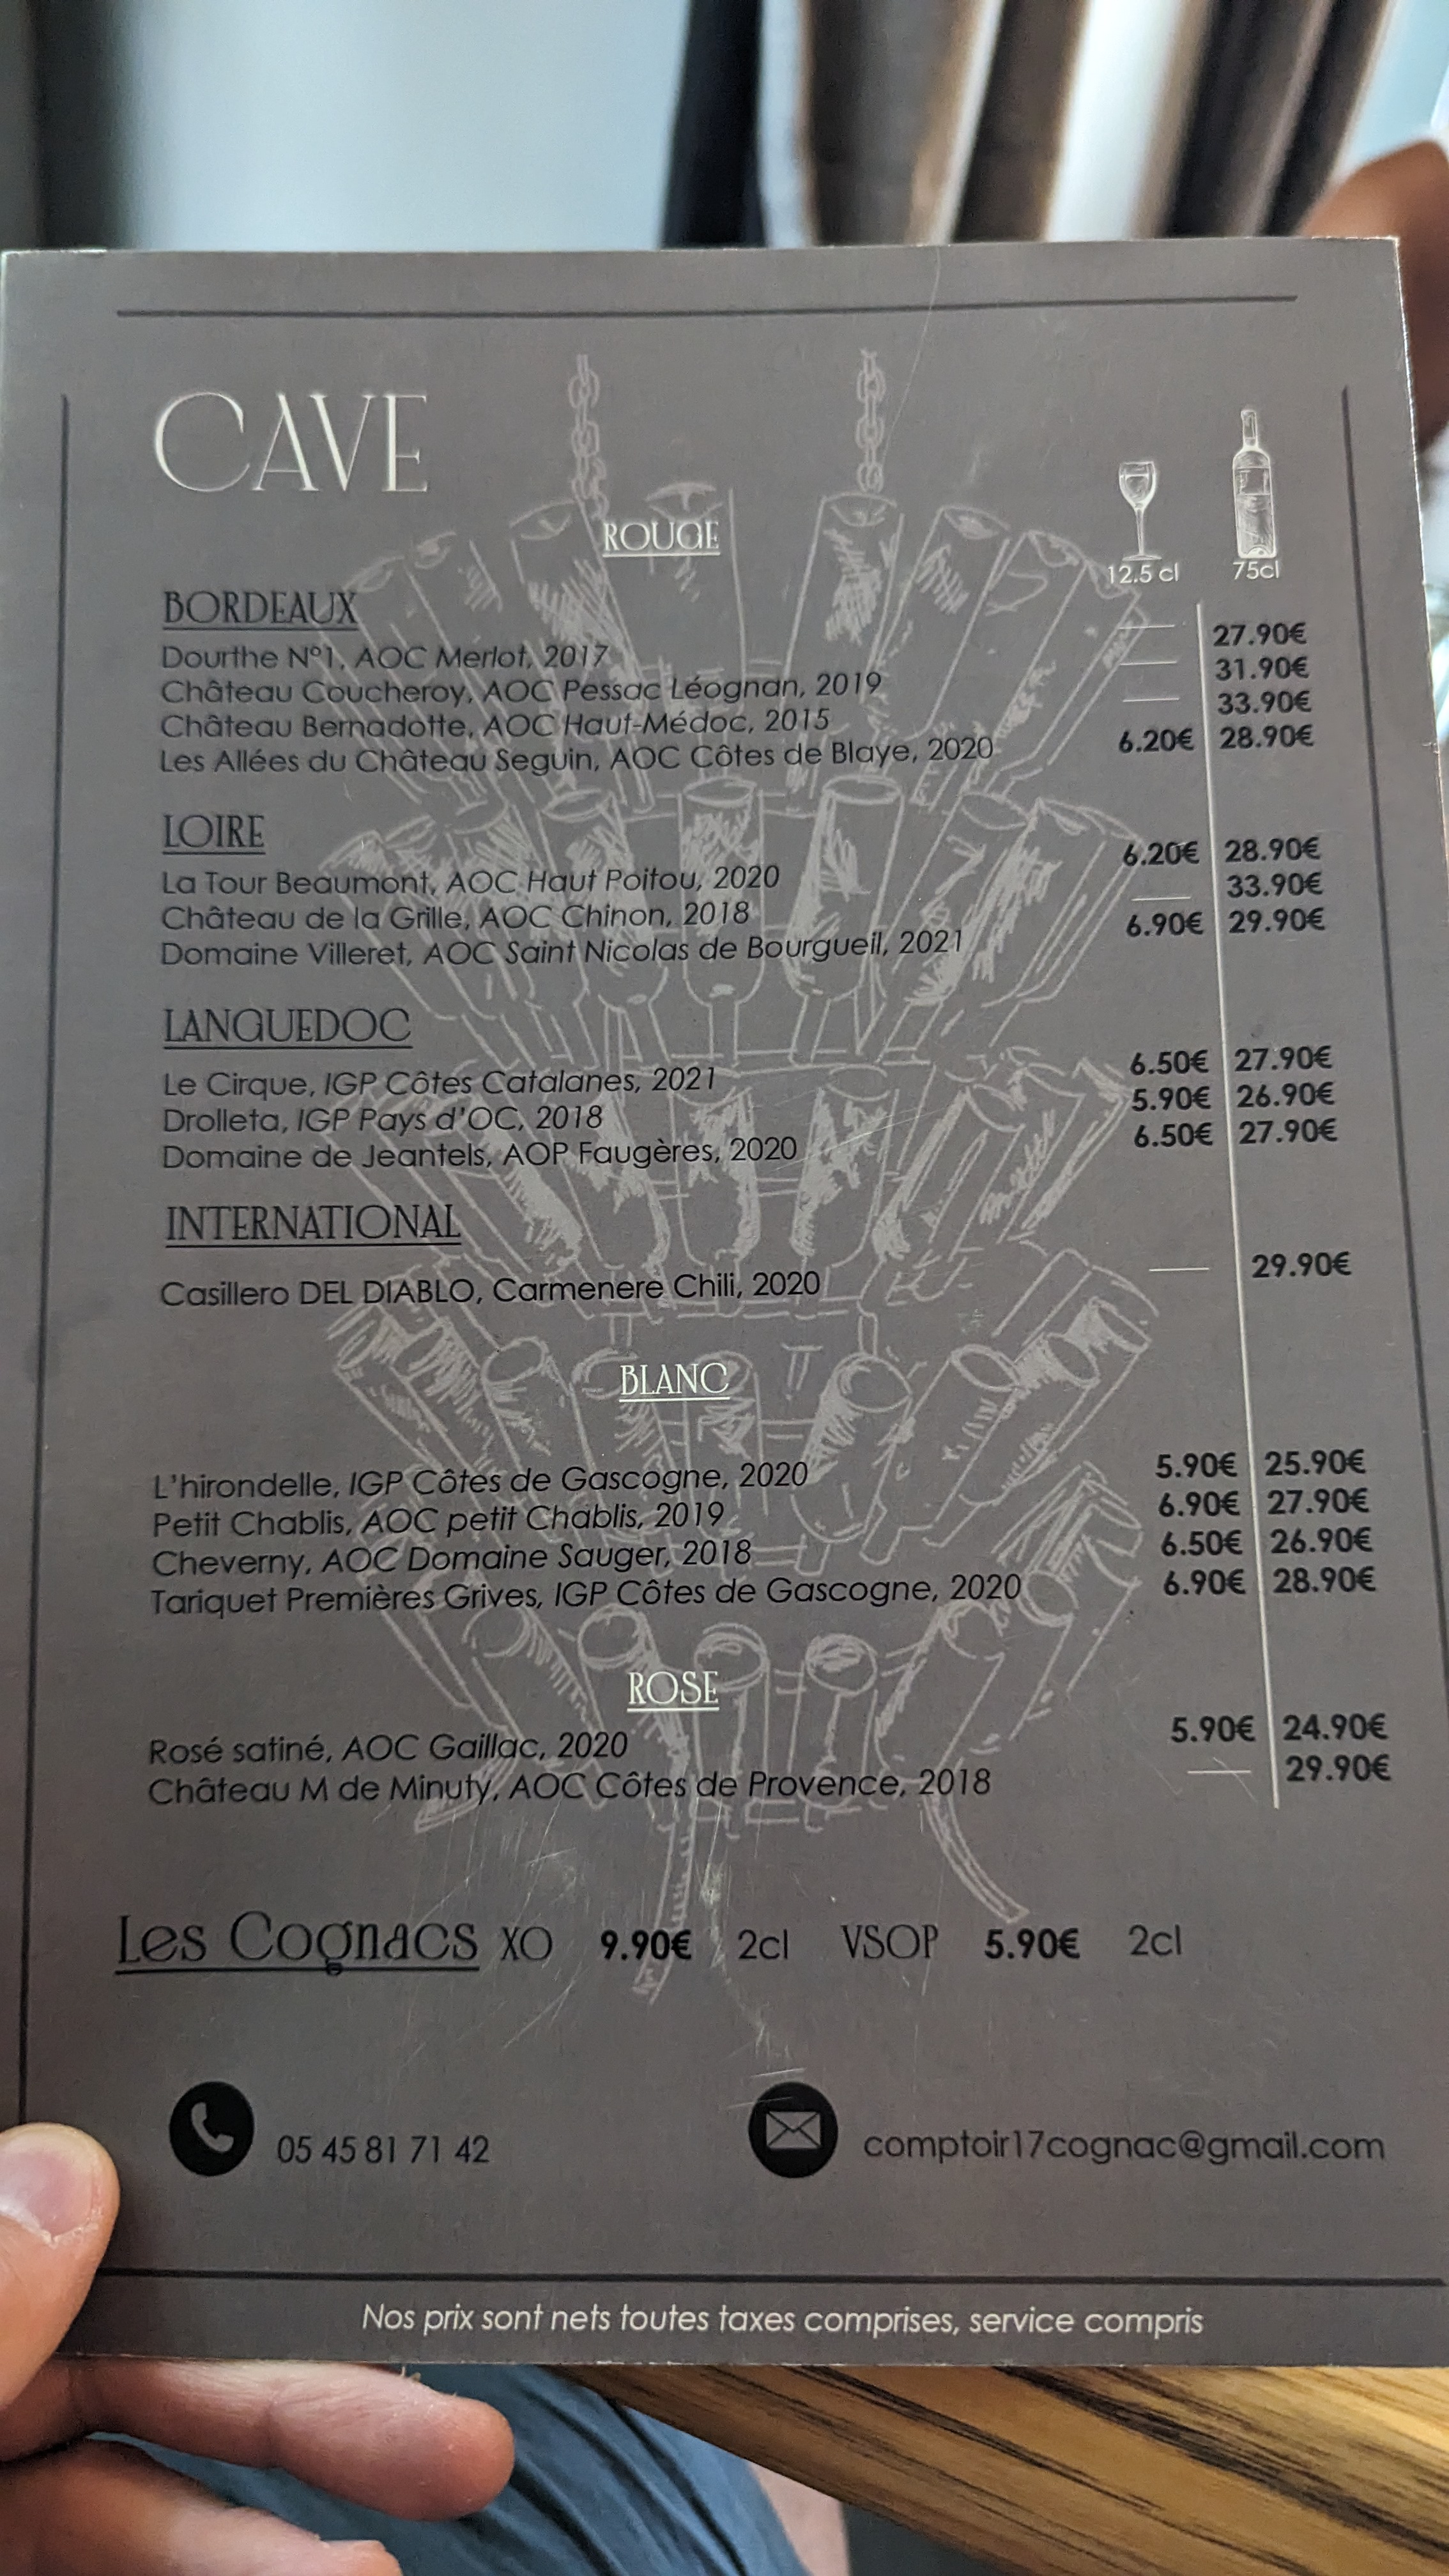 CAVE
ROUGE
12.5 cl 75cl
BORDEAUX
Dourthe N°1, AOC Merlot, 2017 — 27.90€
Château Coucheroy, AOC Pessac Léognan, 2019 — 31.90€
Château Bernadotte, AOC Haut-Médoc, 2015 — 33.90€
Les Allées du Château Seguin, AOC Côtes de Blaye, 2020 6.20€ 28.90€
LOIRE
La Tour Beaumont, AOC Haut Poitou, 2020 6.20€ 28.90€
Château de la Grille, AOC Chinon, 2018 — 33.90€
Domaine Villeret, AOC Saint Nicolas de Bourgueil, 2021 6.90€ 29.90€
LANGUEDOC
Le Cirque, IGP Côtes Catalanes, 2021 6.50€ 27.90€
Drolleta, IGP Pays d'OC, 2018 5.90€ 26.90€
Domaine de Jeantels, AOP Faugères, 2020 6.50€ 27.90€
INTERNATIONAL
Casillero DEL DIABLO, Carmenere Chili, 2020 — 29.90€
BLANC
L'hirondelle, IGP Côtes de Gascogne, 2020 5.90€ 25.90€
Petit Chablis, AOC petit Chablis, 2019 6.90€ 27.90€
Cheverny, AOC Domaine Sauger, 2018 6.50€ 26.90€
Tariquet Premières Grives, IGP Côtes de Gascogne, 2020 6.90€ 28.90€
ROSE
Rosé satiné, AOC Gaillac, 2020 5.90€ 24.90€
Château M de Minuty, AOC Côtes de Provence, 2018 — 29.90€
Les Cognacs XO 9.90€ 2cl VSOP 5.90€ 2cl
05 45 81 71 42 comptoir17cognac@gmail.com
Nos prix sont nets toutes taxes comprises, service compris